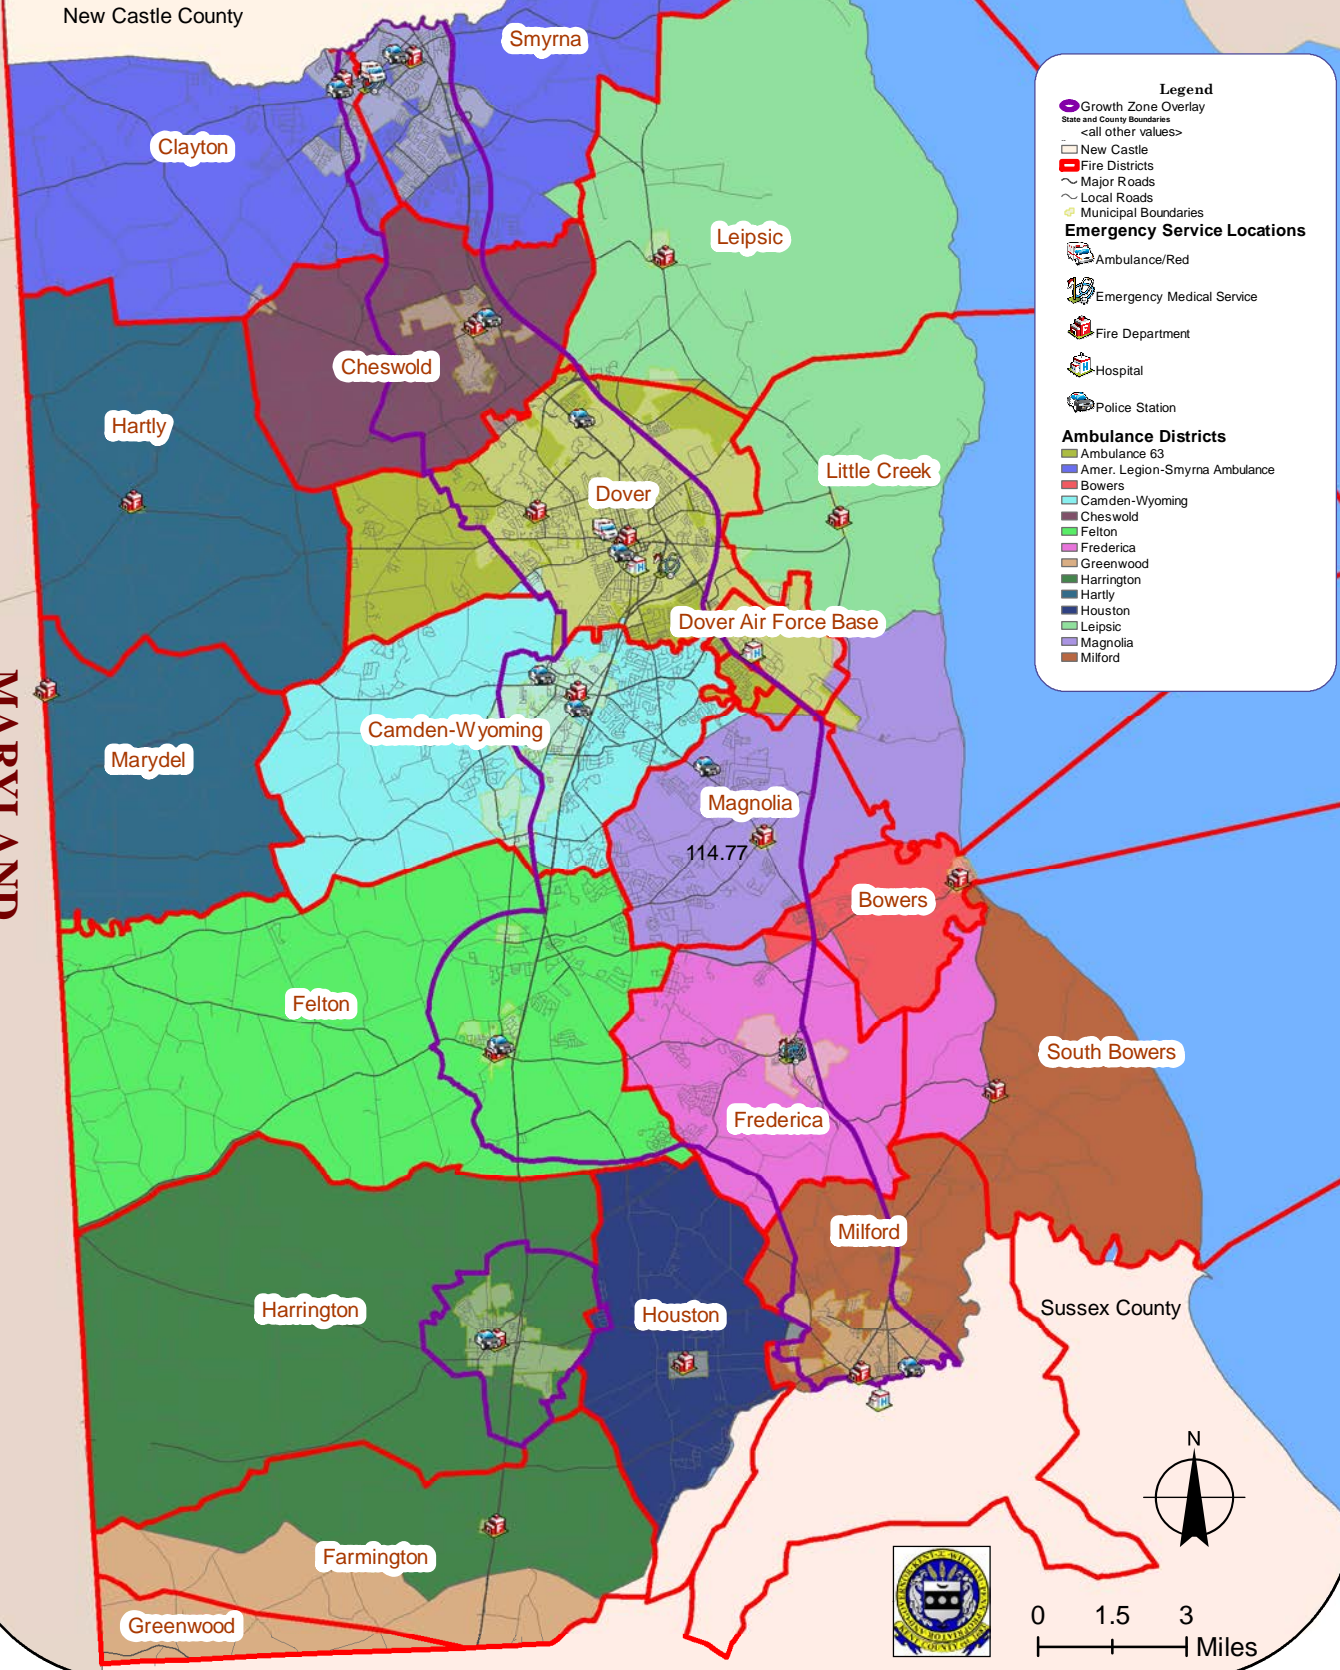 New Castle County
Smyrna
Clayton
Leipsic
Cheswold
Hartly
Little Creek
Dover
Dover Air Force Base
MARYLAND
Camden-Wyoming
Marydel
Magnolia
114.77
Bowers
Felton
South Bowers
Frederica
Milford
Harrington
Houston
Sussex County
Farmington
Greenwood
Legend
Growth Zone Overlay
State and County Boundaries
<all other values>
New Castle
Fire Districts
Major Roads
Local Roads
Municipal Boundaries
Emergency Service Locations
Ambulance/Red
Emergency Medical Service
Fire Department
Hospital
Police Station
Ambulance Districts
Ambulance 63
Amer. Legion-Smyrna Ambulance
Bowers
Camden-Wyoming
Cheswold
Felton
Frederica
Greenwood
Harrington
Hartly
Houston
Leipsic
Magnolia
Milford
N
0 1.5 3
Miles